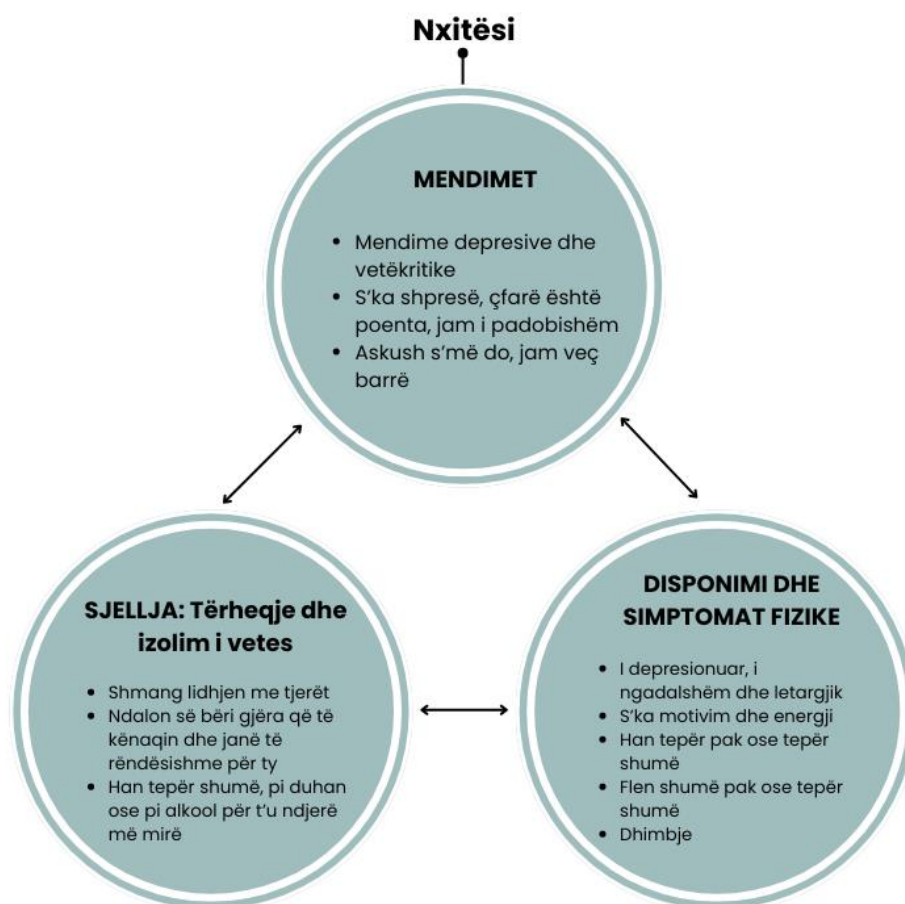 Nxitësi
MENDIMET
• Mendime depresive dhe
vetëkritike
• S'ka shpresë, çfarë është
poenta, jam i padobishëm
• Askush s'më do, jam veç
barrë
SJELLJA: Tërheqje dhe
izolim i vetes
• Shmang lidhjen me tjerët
• Ndalon së bëri gjëra që të
kënaqin dhe janë të
rëndësishme për ty
• Han tepër shumë, pi duhan
ose pi alkool për t'u ndjerë
më mirë
DISPONIMI DHE
SIMPTOMAT FIZIKE
• I depresionuar, i
ngadalshëm dhe letargjik
• S'ka motivim dhe energji
• Han tepër pak ose tepër
shumë
• Flen shumë pak ose tepër
shumë
• Dhimbje